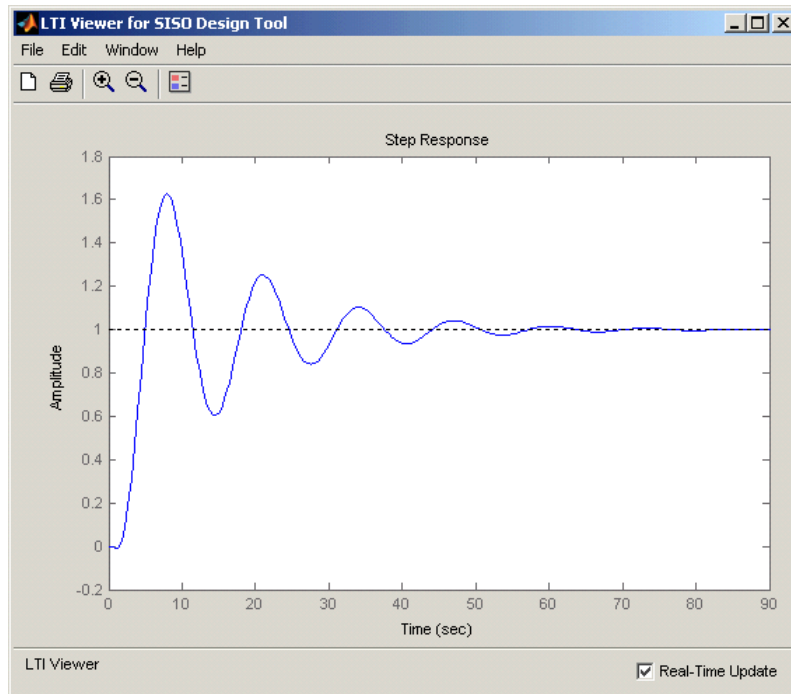 LTI Viewer for SISO Design Tool
File Edit Window Help
Step Response
1.8
1.6
1.4
1.2
1
0.8
0.6
0.4
0.2
0
-0.2
Amplitude
0 10 20 30 40 50 60 70 80 90
Time (sec)
LTI Viewer
Real-Time Update